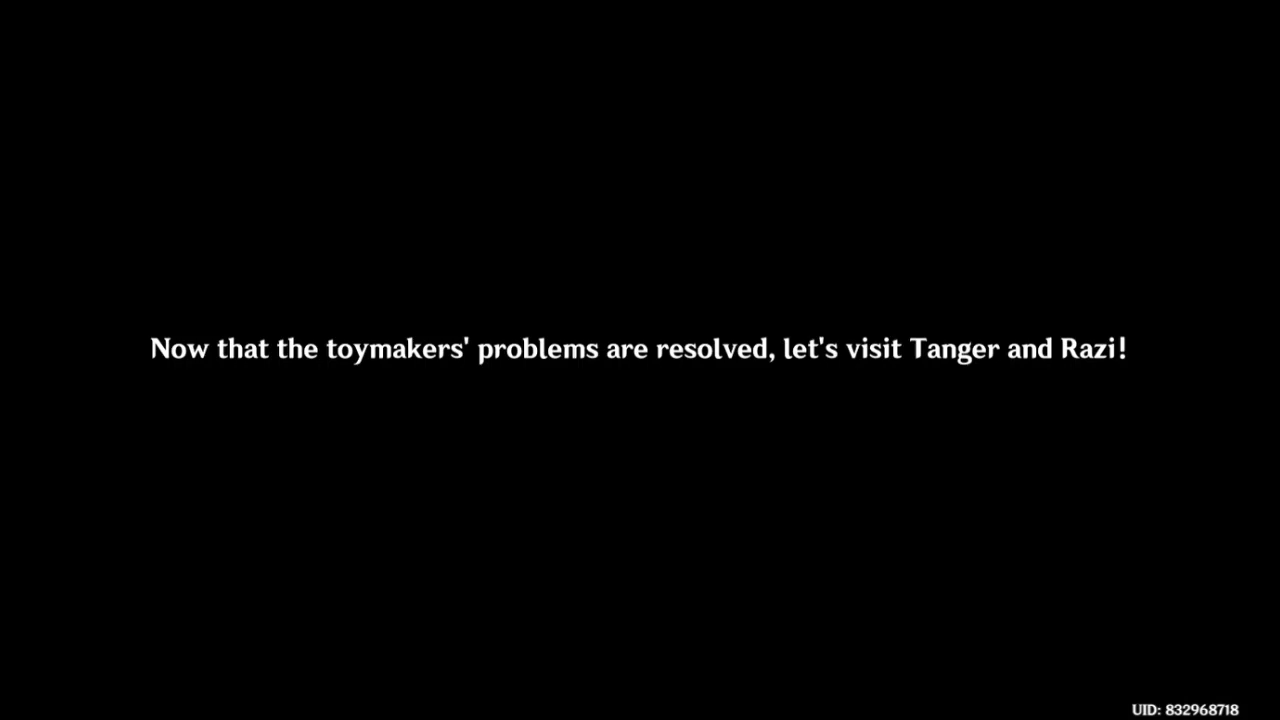 Now that the toymakers' problems are resolved, let's visit Tanger and Razi!
UID: 832968718